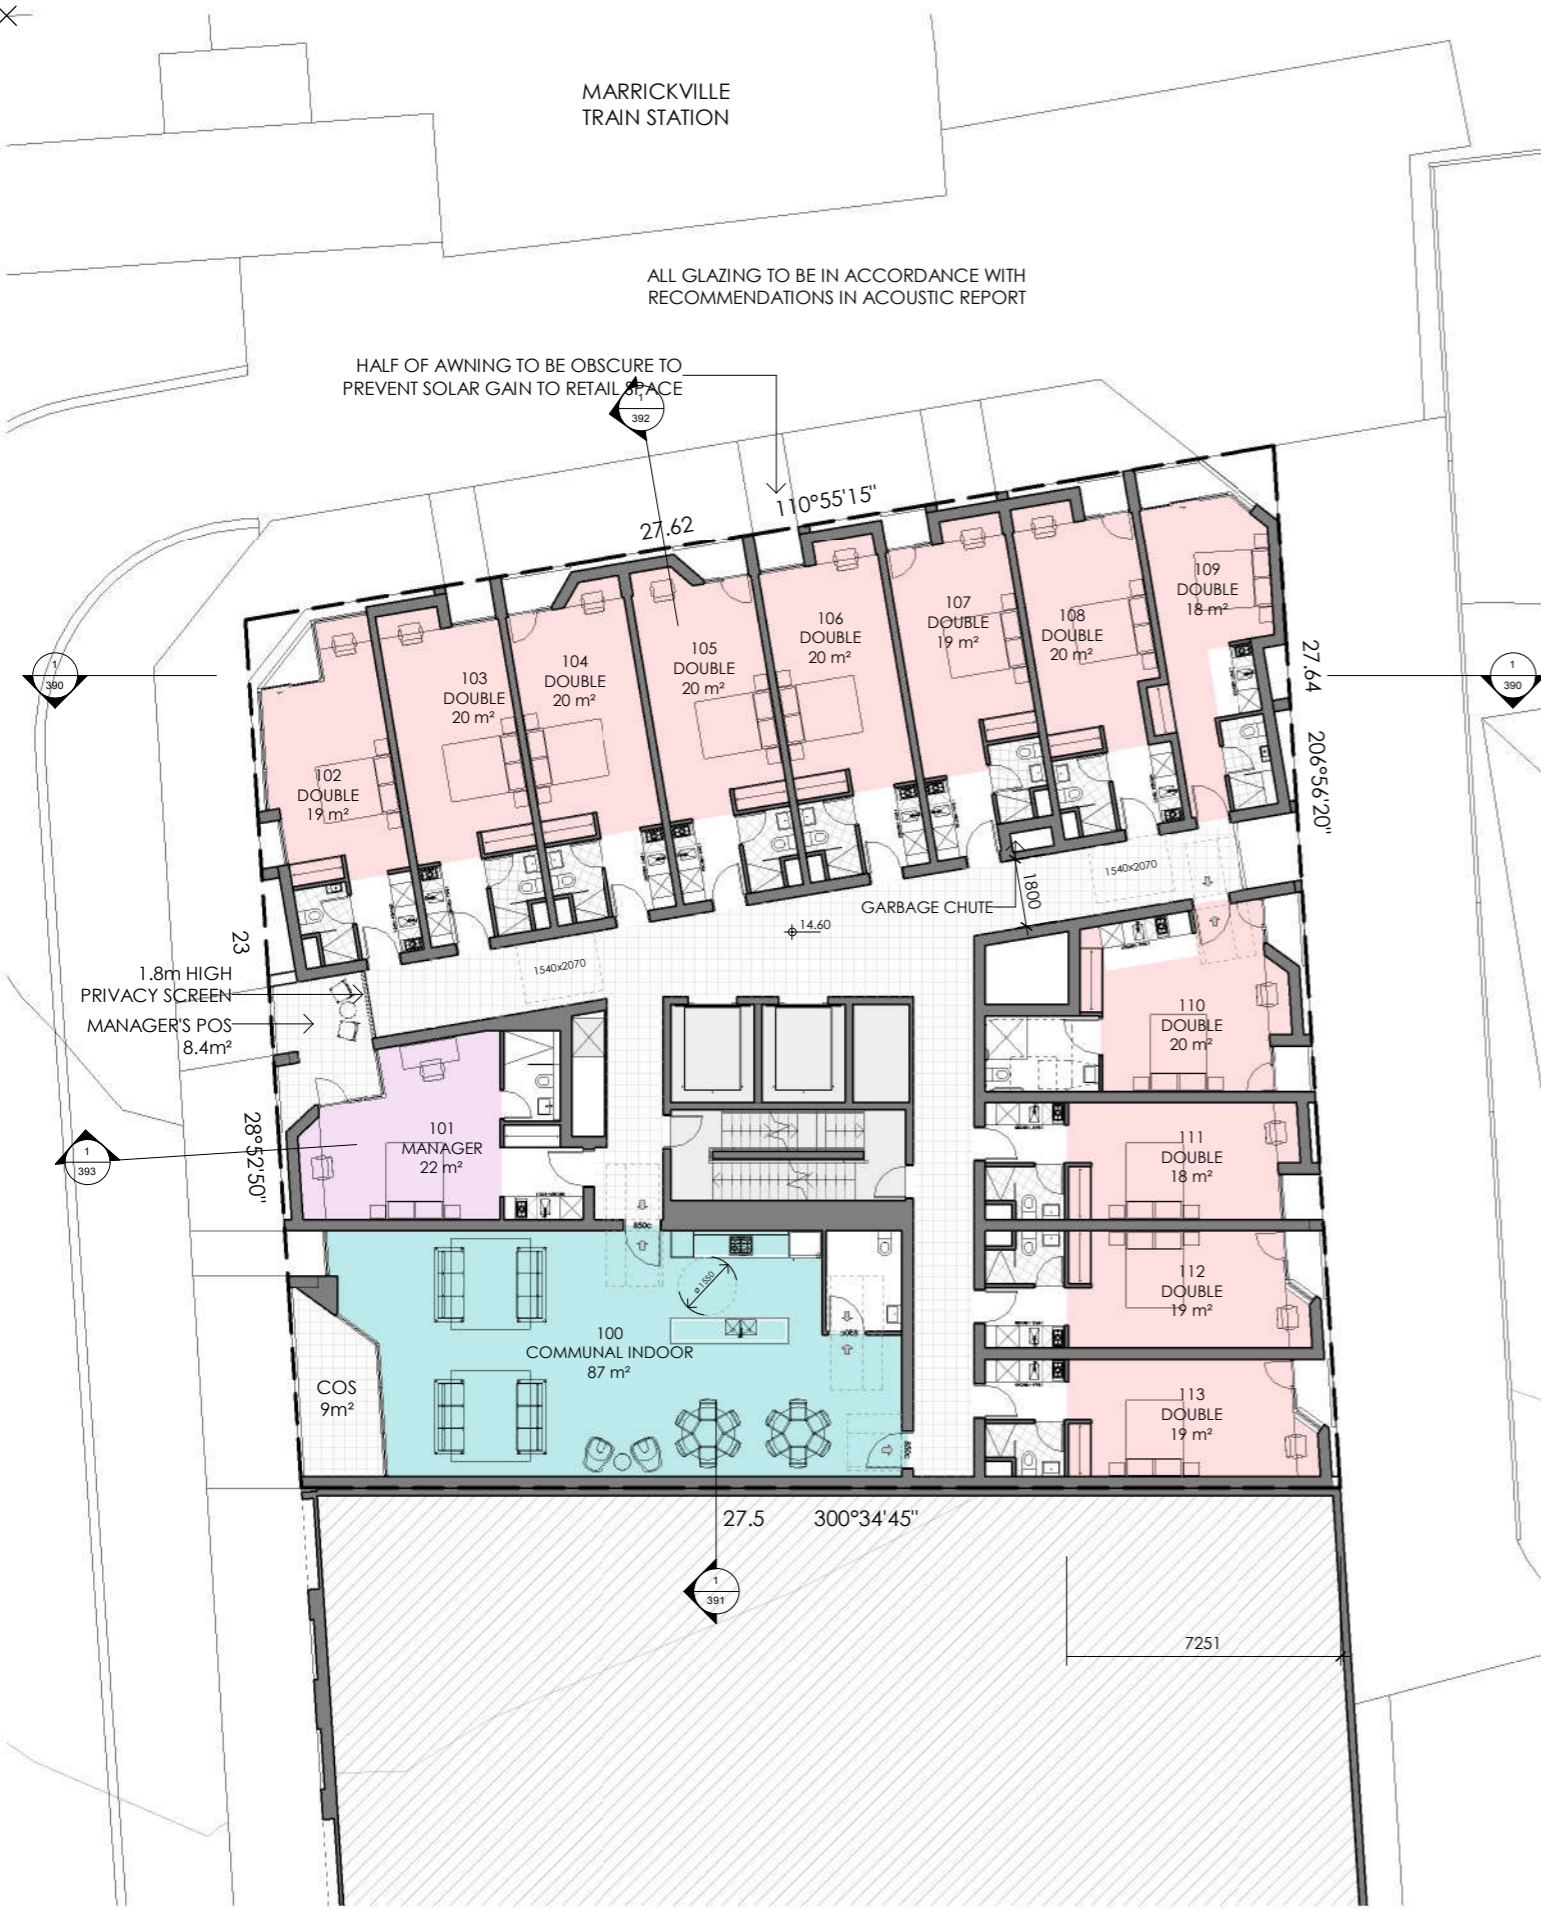 MARRICKVILLE
TRAIN STATION
ALL GLAZING TO BE IN ACCORDANCE WITH
RECOMMENDATIONS IN ACOUSTIC REPORT
HALF OF AWNING TO BE OBSCURE TO
PREVENT SOLAR GAIN TO RETAIL SPACE
1
392
27.62
110°55'15"
109
DOUBLE
18 m²
108
DOUBLE
20 m²
107
DOUBLE
19 m²
106
DOUBLE
20 m²
105
DOUBLE
20 m²
104
DOUBLE
20 m²
103
DOUBLE
20 m²
102
DOUBLE
19 m²
1
390
1
390
27.64
206°56'20"
1540x2070
1800
GARBAGE CHUTE
14.60
1540x2070
23
1.8m HIGH
PRIVACY SCREEN
MANAGER'S POS
8.4m²
28°52'50"
110
DOUBLE
20 m²
101
MANAGER
22 m²
1
393
111
DOUBLE
18 m²
850c
850c
ø1550
112
DOUBLE
19 m²
100
COMMUNAL INDOOR
87 m²
COS
9m²
113
DOUBLE
19 m²
850c
27.5
300°34'45"
1
391
7251